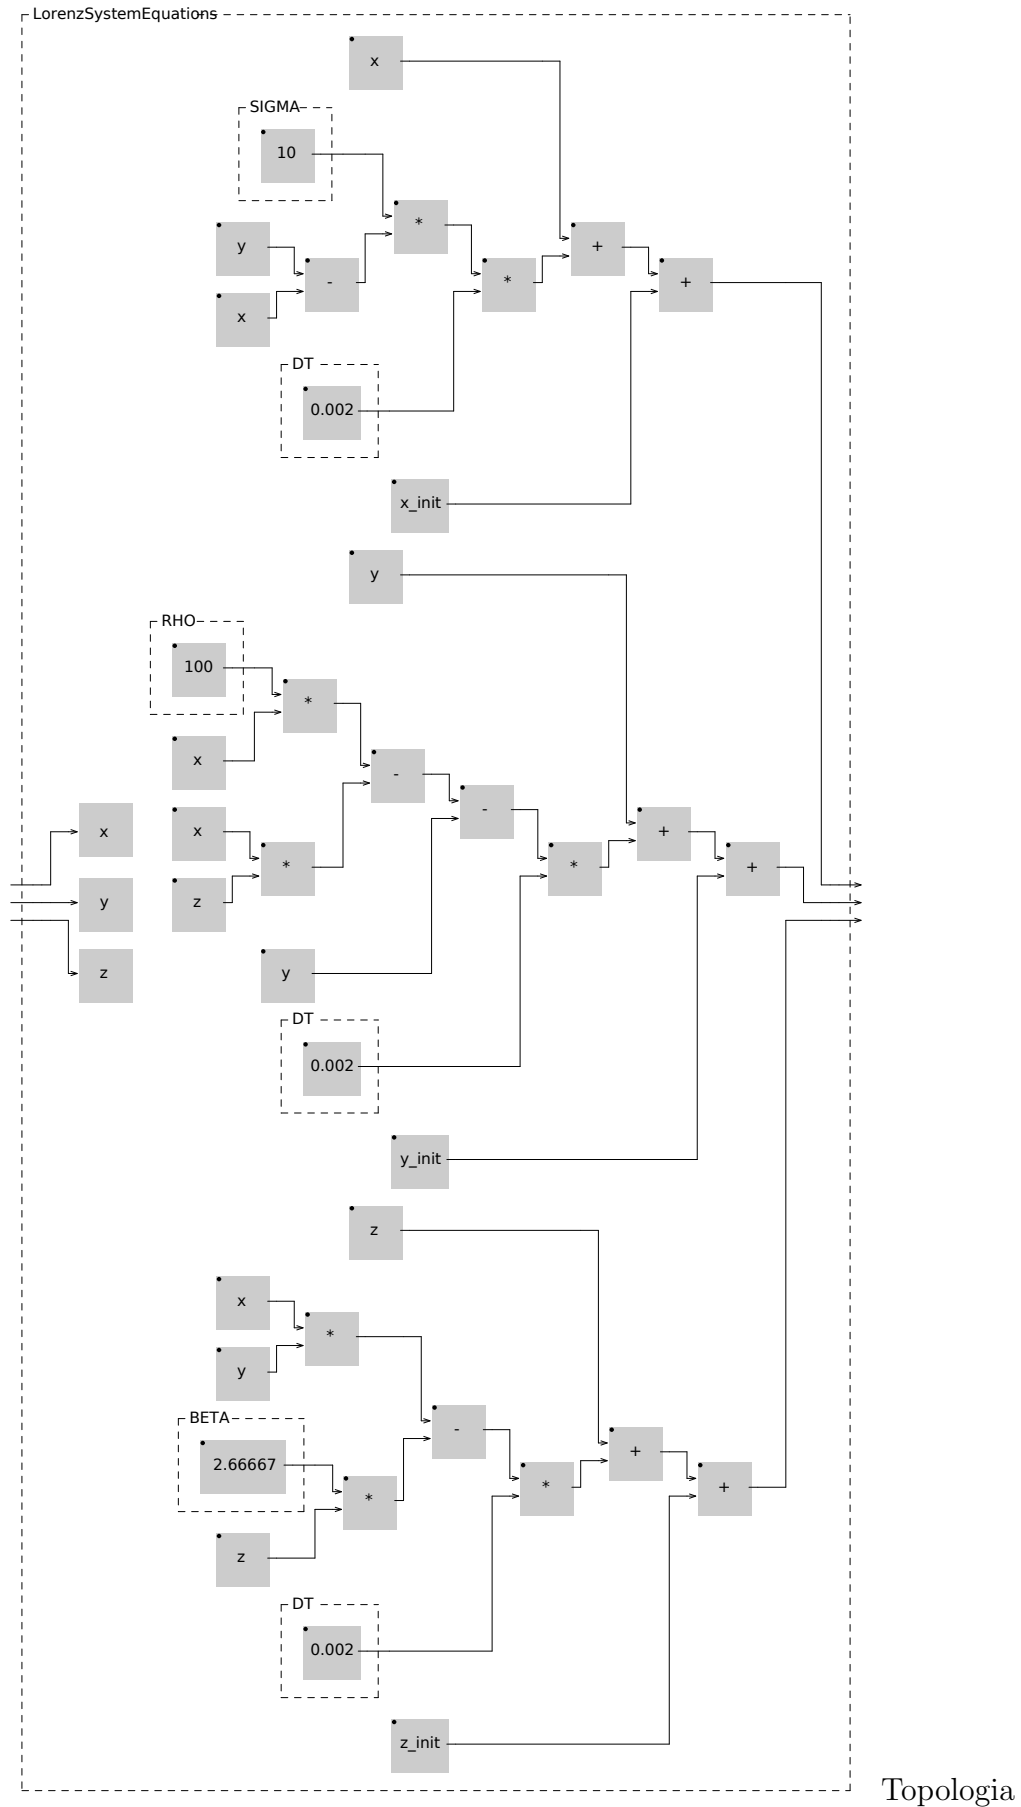 LorenzSystemEquations
x
SIGMA
10
*
y
+
-
+
*
x
DT
0.002
x_init
y
RHO
100
*
x
-
-
x
x
+
*
*
+
y
z
y
z
DT
0.002
y_init
z
x
*
y
BETA
-
+
2.66667
*
*
+
z
DT
0.002
z_init
Topologia